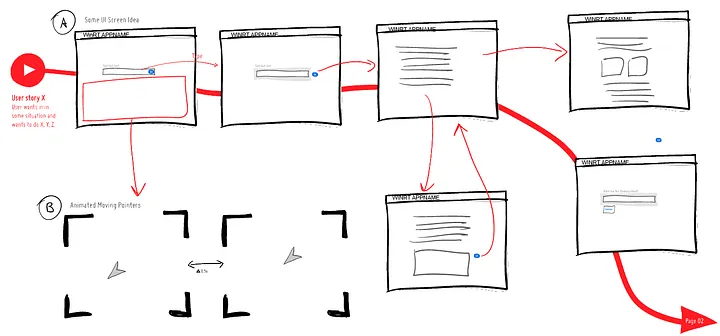 A
Some UI Screen Idea
WINRT APPNAME
WINRT APPNAME
WINRT APPNAME
WINRT APPNAME
Type
User story X
User wants is in
some situation and
wants to do X, Y, Z
WINRT APPNAME
B
Animated Moving Pointers
WINRT APPNAME
Page 02